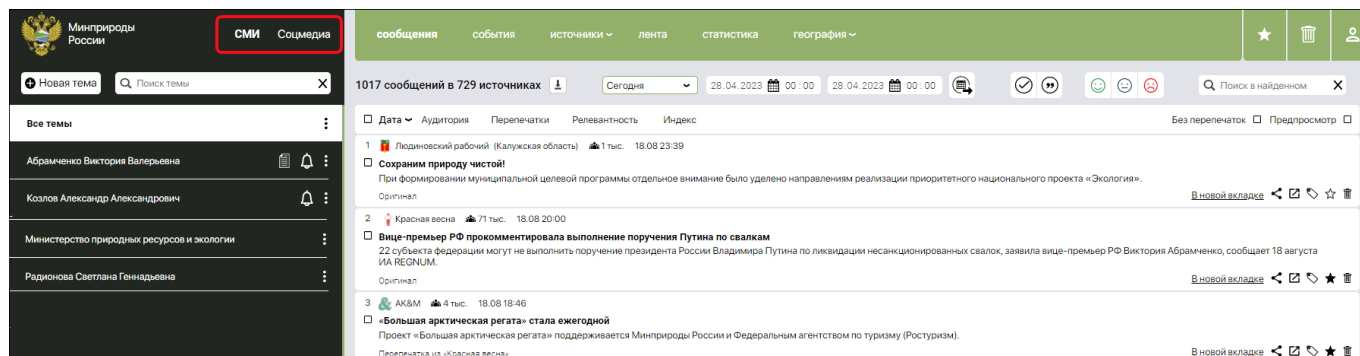 Минприроды
России
СМИ Соцмедиа
сообщения события источники лента статистика география
Новая тема Поиск темы X
1017 сообщений в 729 источниках Сегодня 28.04.2023 00:00 28.04.2023 00:00 Поиск в найденном X
Все темы
Абрамченко Виктория Валерьевна
Козлов Александр Александрович
Министерство природных ресурсов и экологии
Радионова Светлана Геннадьевна
Дата Аудитория Перепечатки Релевантность Индекс Без перепечаток Предпросмотр
1 Людиновский рабочий (Калужская область) 1 тыс. 18.08 23:39
Сохраним природу чистой!
При формировании муниципальной целевой программы отдельное внимание было уделено направлениям реализации приоритетного национального проекта «Экология».
Оригинал В новой вкладке
2 Красная весна 71 тыс. 18.08 20:00
Вице-премьер РФ прокомментировала выполнение поручения Путина по свалкам
22 субъекта федерации могут не выполнить поручение президента России Владимира Путина по ликвидации несанкционированных свалок, заявила вице-премьер РФ Виктория Абрамченко, сообщает 18 августа
ИА REGNUM.
Оригинал В новой вкладке
3 & AK&M 4 тыс. 18.08 18:46
«Большая арктическая регата» стала ежегодной
Проект «Большая арктическая регата» поддерживается Минприроды России и Федеральным агентством по туризму (Ростуризм).
Перепечатка из «Красная весна» В новой вкладке